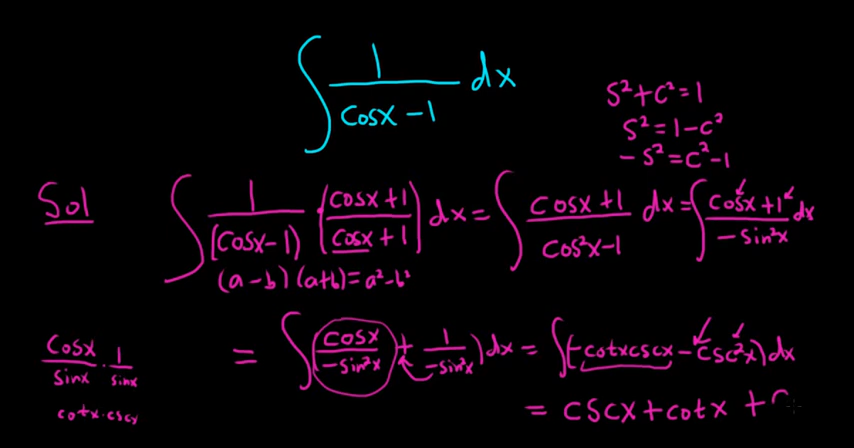 ∫ 1/(cosx − 1) dx
s² + c² = 1
s² = 1 − c²
−s² = c² − 1
Sol ∫ 1/(cosx − 1) ((cosx + 1)/(cosx + 1)) dx = ∫ (cosx + 1)/(cos²x − 1) dx = ∫ (cosx + 1)/(−sin²x) dx
(a − b)(a + b) = a² − b²
= ∫ (cosx/(−sin²x) + 1/(−sin²x)) dx = ∫ (−cotxcscx − csc²x) dx
cosx/sinx · 1/sinx
cotx · cscx
= cscx + cotx + C